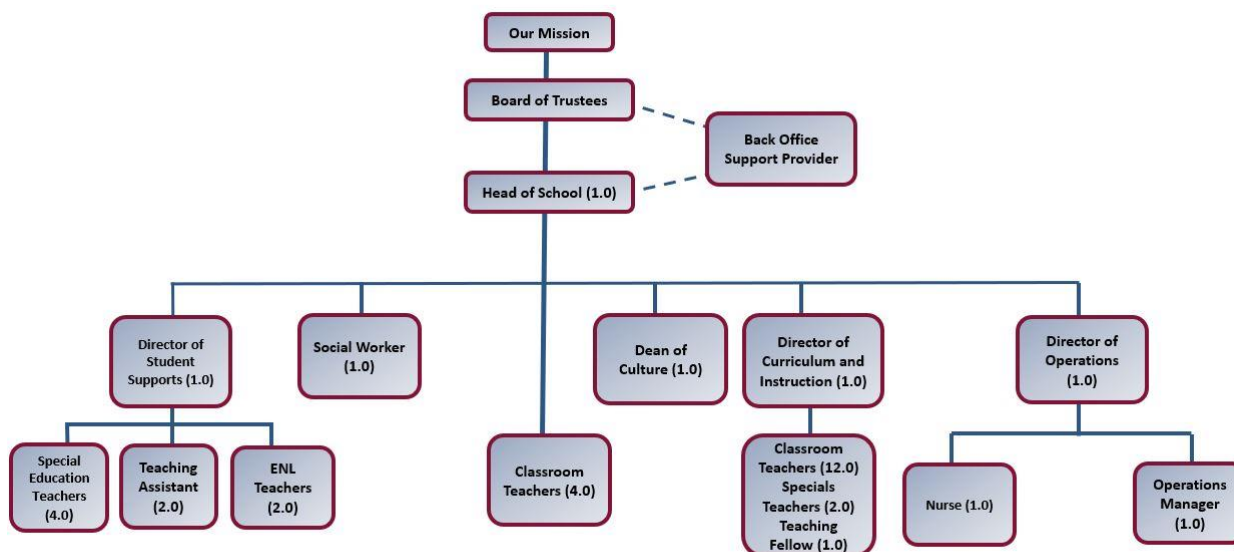 Our Mission
Board of Trustees
Back Office
Support Provider
Head of School (1.0)
Director of
Student
Supports (1.0)
Social Worker
(1.0)
Dean of
Culture (1.0)
Director of
Curriculum and
Instruction (1.0)
Director of
Operations
(1.0)
Special
Education
Teachers
(4.0)
Teaching
Assistant
(2.0)
ENL
Teachers
(2.0)
Classroom
Teachers (4.0)
Classroom
Teachers (12.0)
Specials
Teachers (2.0)
Teaching
Fellow (1.0)
Nurse (1.0)
Operations
Manager
(1.0)